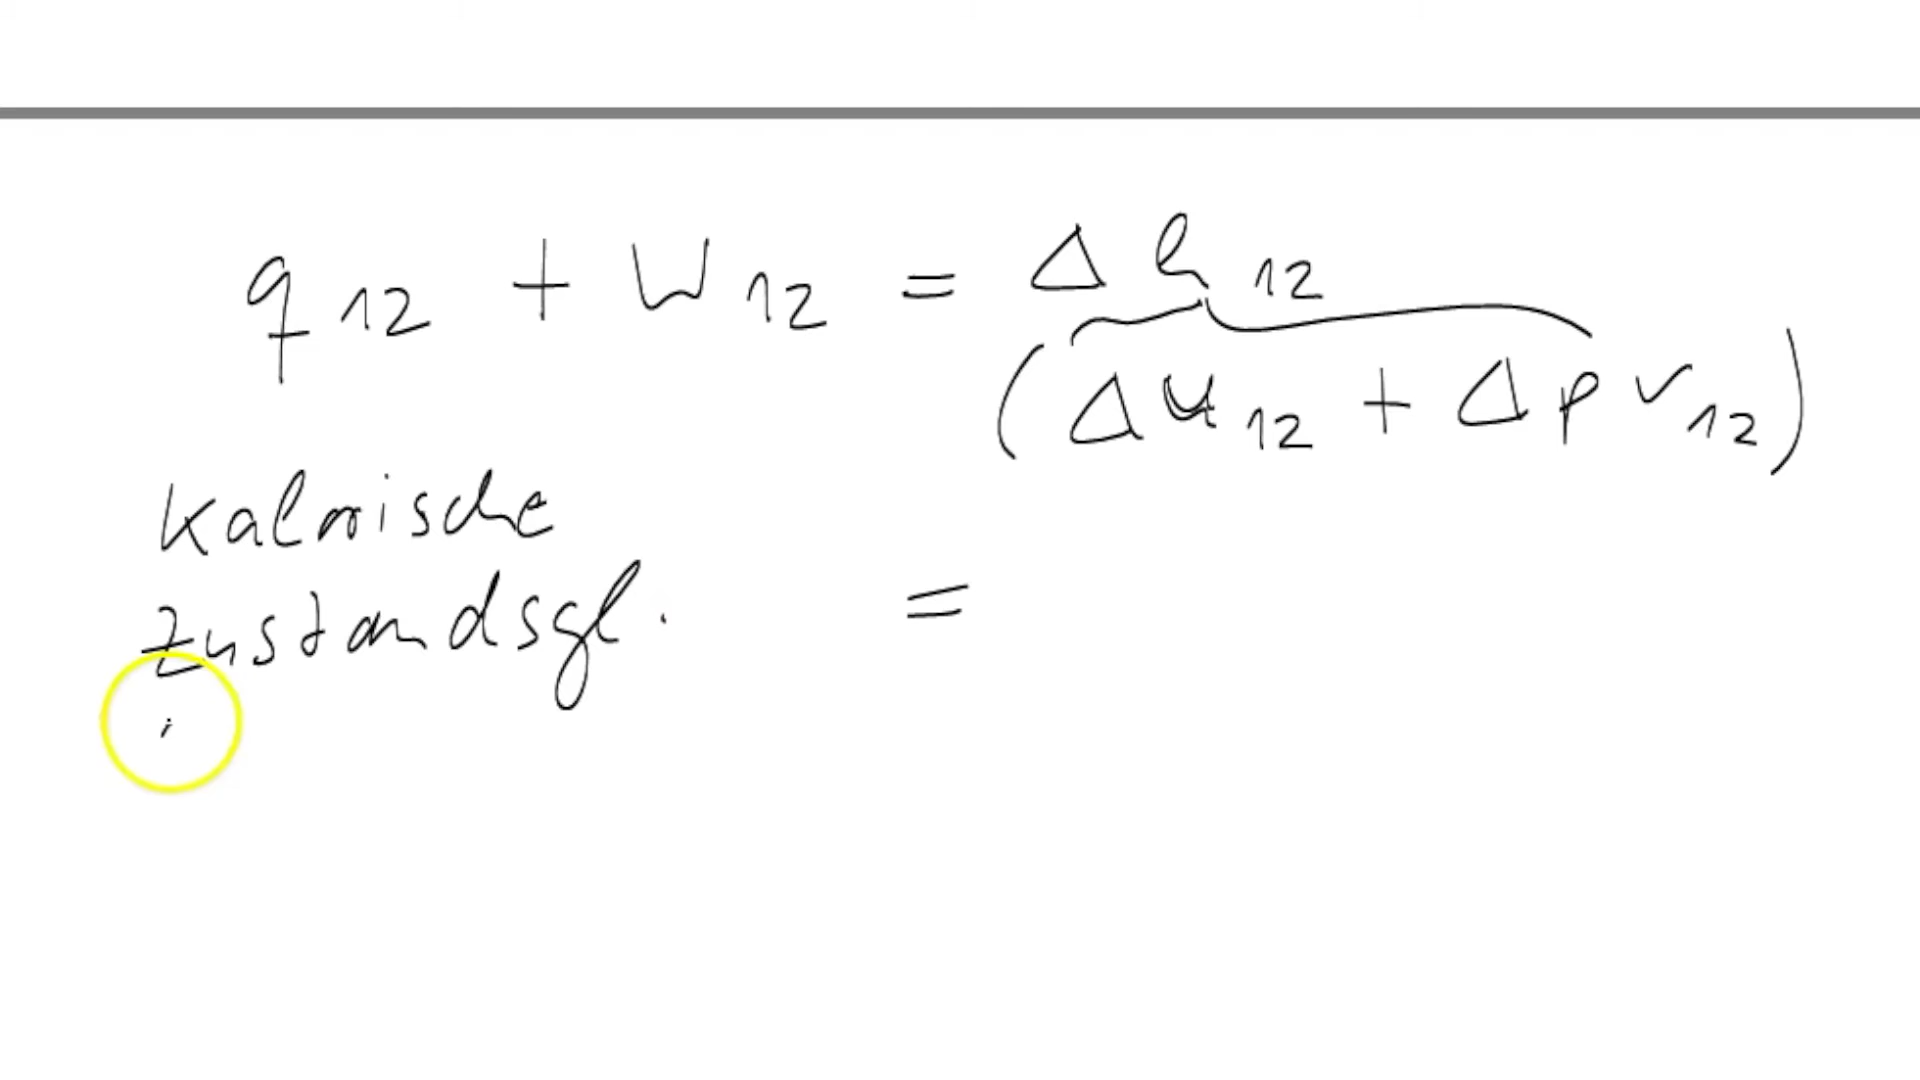 q₁₂ + w₁₂ = Δh₁₂
(Δu₁₂ + Δpv₁₂)
Kalorische
Zustandsgl. =